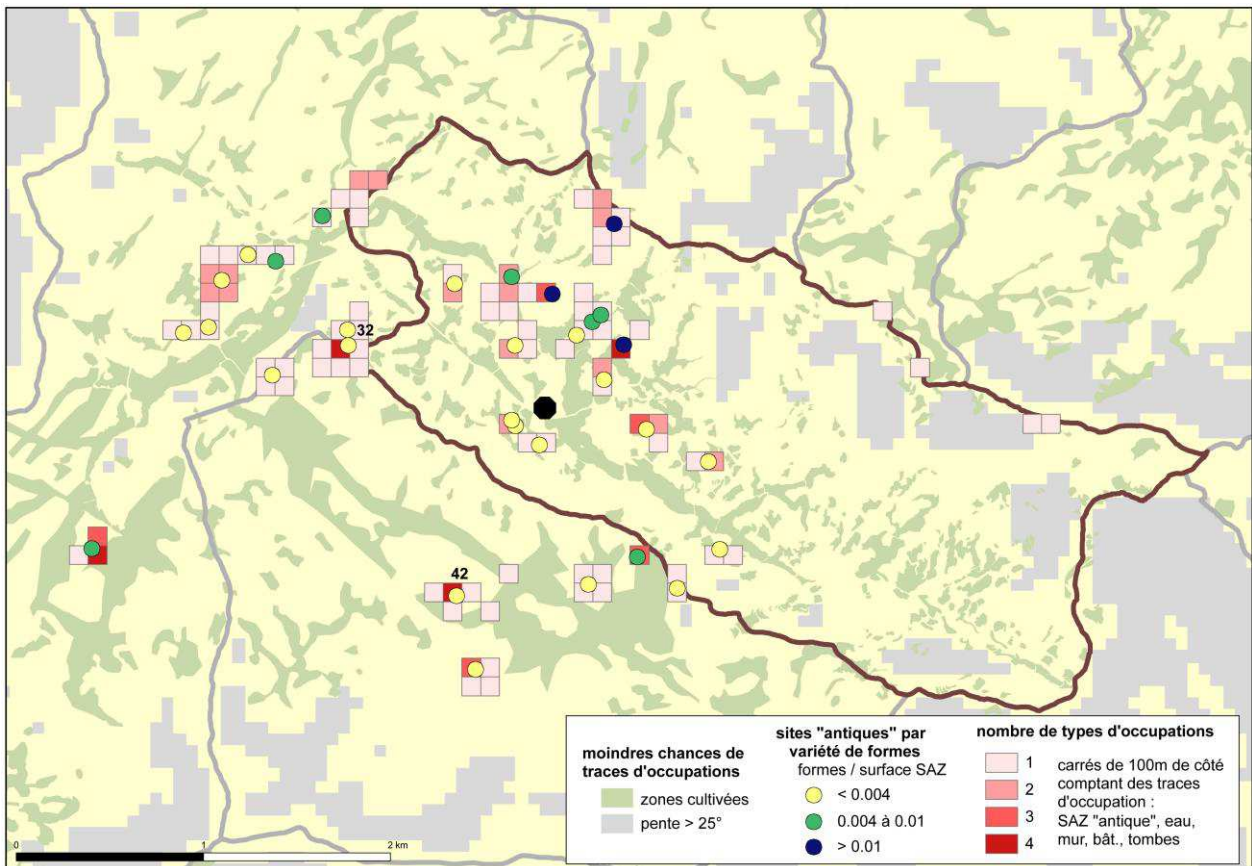 32
42
moindres chances de
traces d'occupations
zones cultivées
pente > 25°
sites "antiques" par
variété de formes
formes / surface SAZ
< 0.004
0.004 à 0.01
> 0.01
nombre de types d'occupations
1
2
3
4
carrés de 100m de côté
comptant des traces
d'occupation :
SAZ "antique", eau,
mur, bât., tombes
0
1
2 km